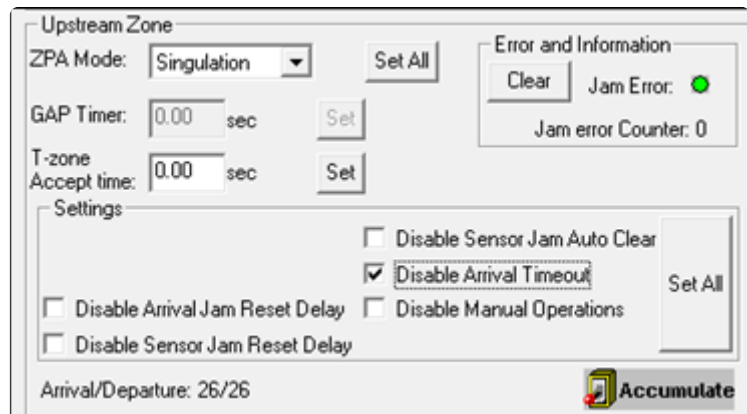 Upstream Zone
ZPA Mode: Singulation Set All
GAP Timer: 0.00 sec Set
T-zone
Accept time: 0.00 sec Set
Error and Information
Clear Jam Error:
Jam error Counter: 0
Settings
Disable Sensor Jam Auto Clear
Disable Arrival Timeout
Disable Arrival Jam Reset Delay Disable Manual Operations
Disable Sensor Jam Reset Delay
Set All
Arrival/Departure: 26/26 Accumulate